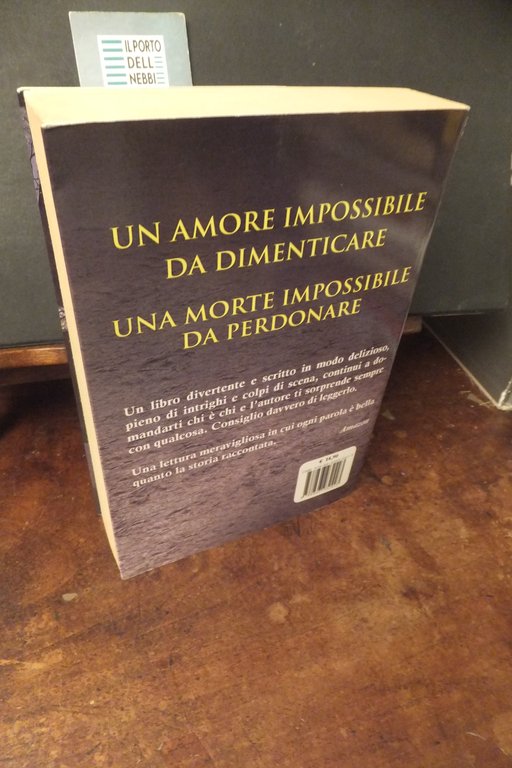 IL PORTO
DELL
NEBBI
UN AMORE IMPOSSIBILE
DA DIMENTICARE
UNA MORTE IMPOSSIBILE
DA PERDONARE
Un libro divertente e scritto in modo delizioso,
pieno di intrighi e colpi di scena, continui a do-
mandarti chi è chi e l'autore ti sorprende sempre
con qualcosa. Consiglio davvero di leggerlo.
Amazon
Una lettura meravigliosa in cui ogni parola è bella
quanto la storia raccontata.